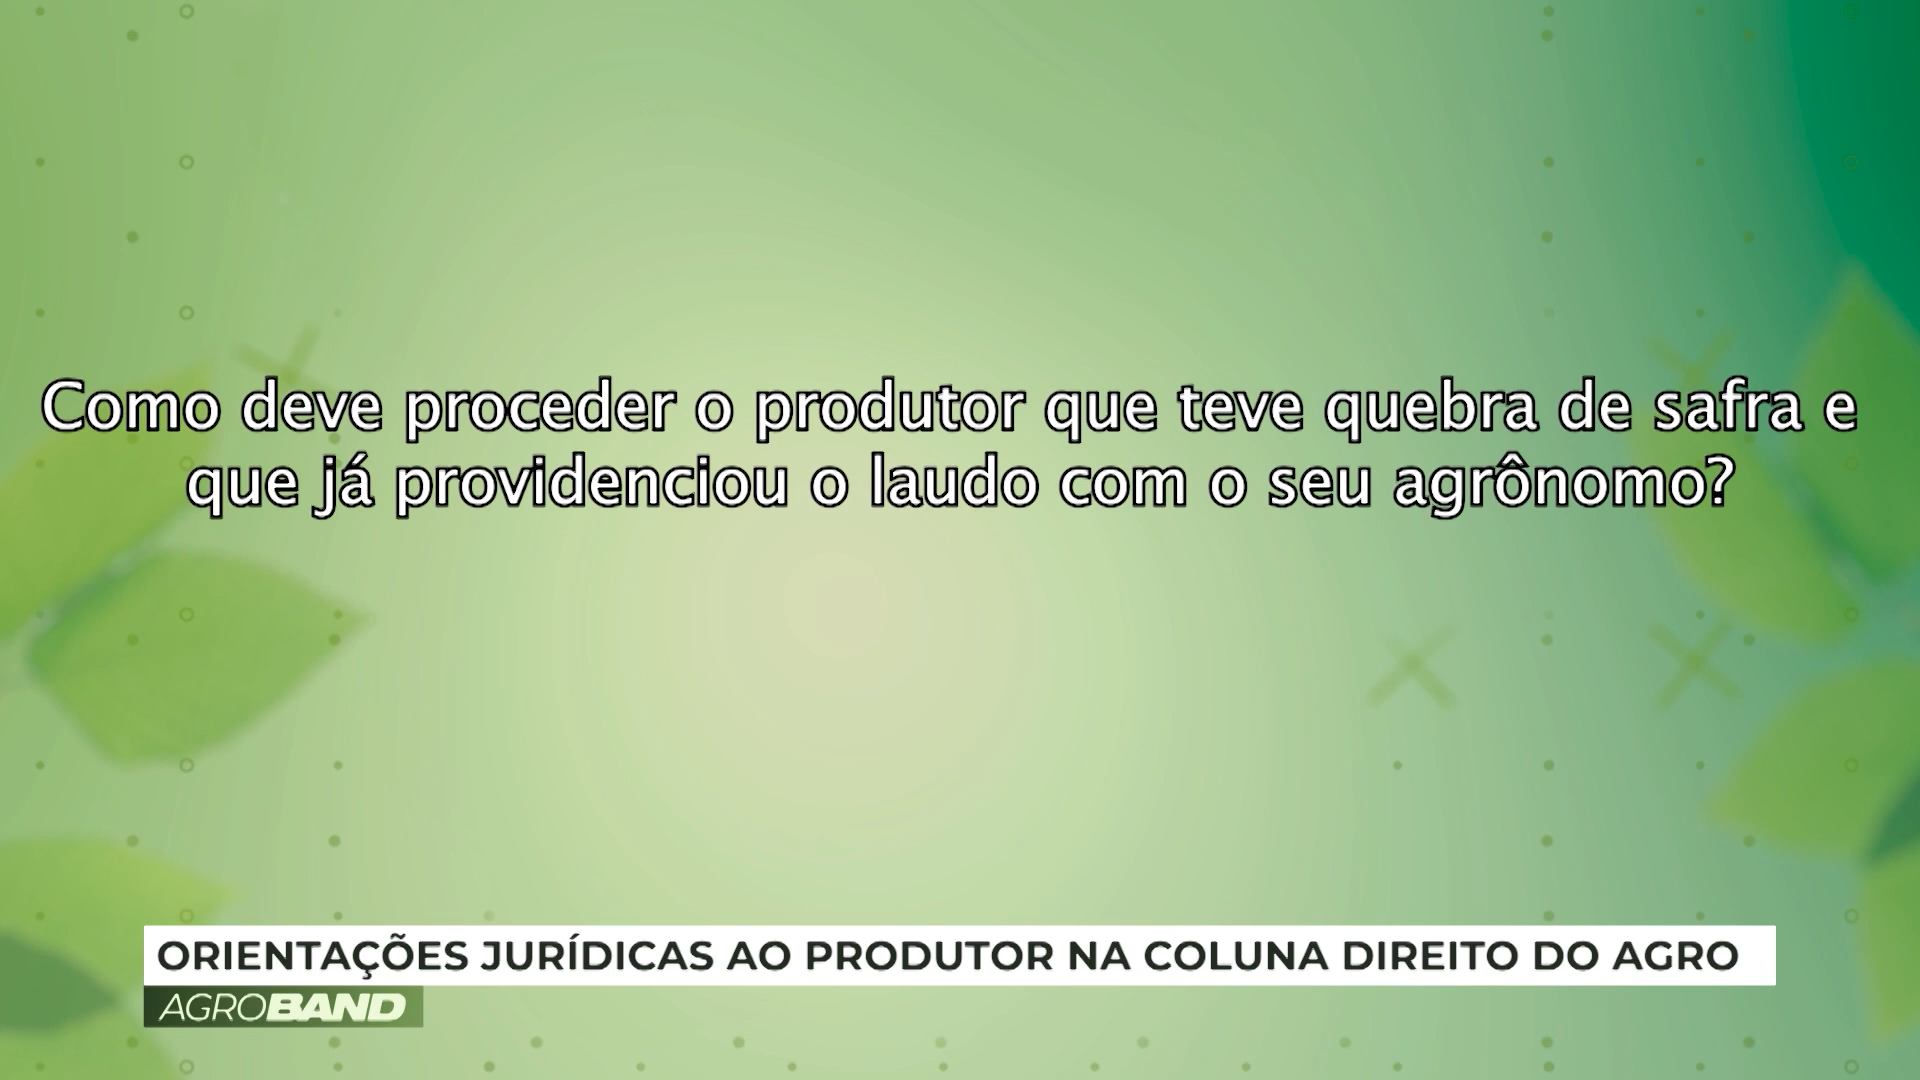 Como deve proceder o produtor que teve quebra de safra e
que já providenciou o laudo com o seu agrônomo?
ORIENTAÇÕES JURÍDICAS AO PRODUTOR NA COLUNA DIREITO DO AGRO
AGROBAND